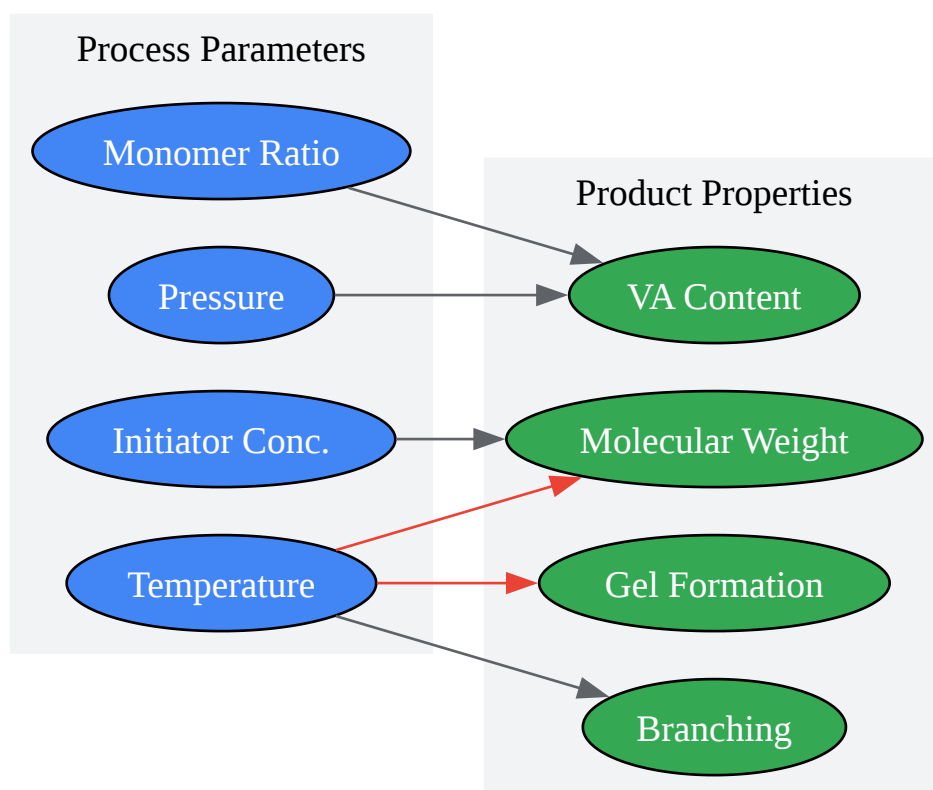 Process Parameters
Monomer Ratio
Pressure
Initiator Conc.
Temperature
Product Properties
VA Content
Molecular Weight
Gel Formation
Branching